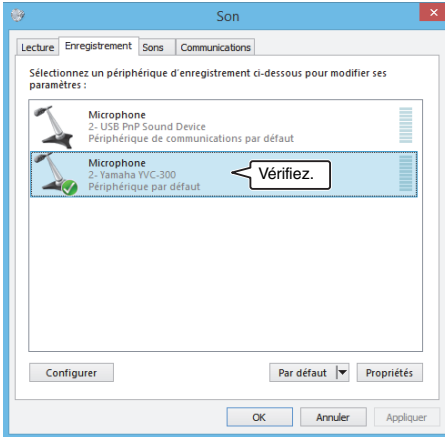 Son
Lecture Enregistrement Sons Communications
Sélectionnez un périphérique d'enregistrement ci-dessous pour modifier ses
paramètres :
Microphone
2- USB PnP Sound Device
Périphérique de communications par défaut
Microphone
2- Yamaha YVC-300
Périphérique par défaut
Vérifiez.
Configurer Par défaut Propriétés
OK Annuler Appliquer